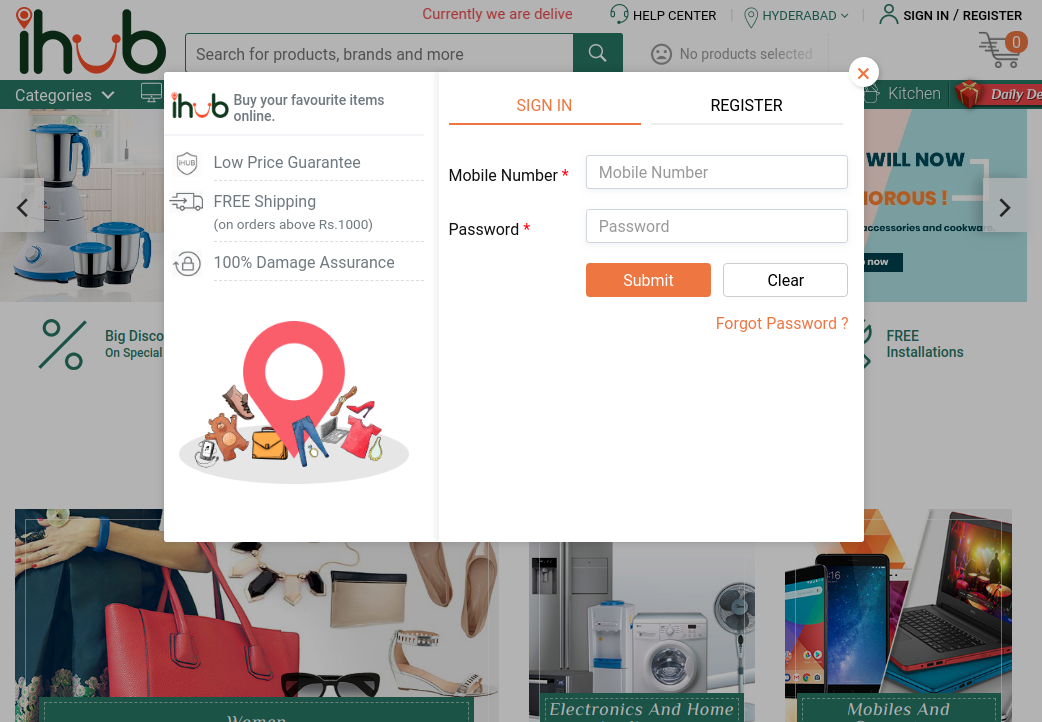 Currently we are delive
HELP CENTER
HYDERABAD
SIGN IN / REGISTER
ihub
Search for products, brands and more
No products selected
0
Categories
Kitchen
Daily De
ihub
Buy your favourite items
online.
IHUB
Low Price Guarantee
FREE Shipping
(on orders above Rs.1000)
100% Damage Assurance
SIGN IN
REGISTER
Mobile Number *
Mobile Number
Password *
Password
Submit
Clear
Forgot Password ?
WILL NOW
OROUS !
accessories and cookware
now
Big Disco
On Special
FREE
Installations
Women
Electronics And Home
Mobiles And